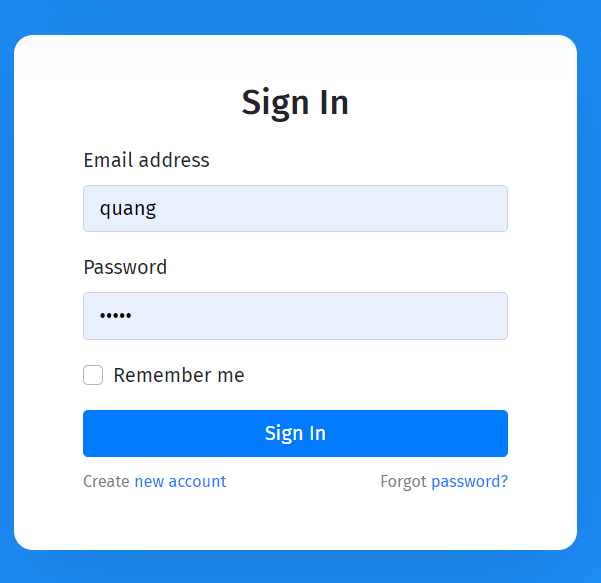 Sign In
Email address
quang
Password
•••••
Remember me
Sign In
Create new account Forgot password?